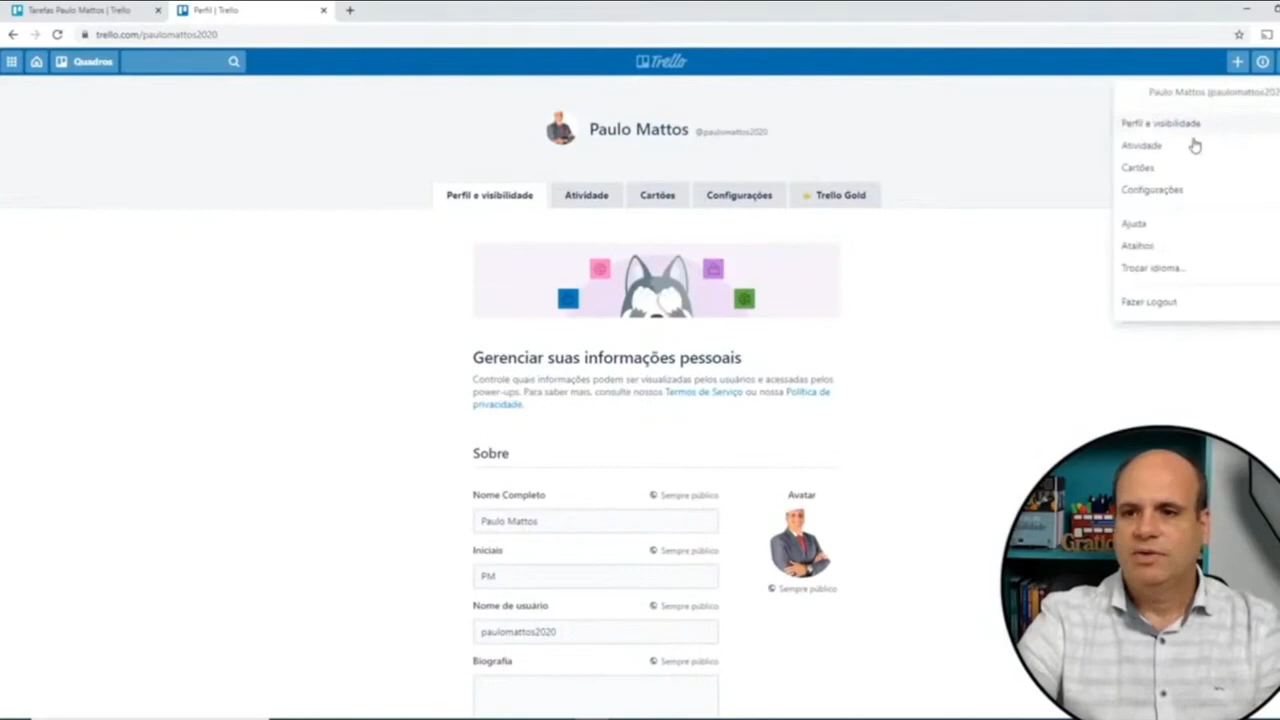 Tarefas Paulo Mattos | Trello
Perfil | Trello
trello.com/paulomattos2020
Quadros
Trello
Paulo Mattos (@paulomattos202
Paulo Mattos @paulomattos2020
Perfil e visibilidade
Atividade
Cartões
Configurações
Ajuda
Atalhos
Trocar idioma...
Fazer Logout
Perfil e visibilidade
Atividade
Cartões
Configurações
Trello Gold
Gerenciar suas informações pessoais
Controle quais informações podem ser visualizadas pelos usuários e acessadas pelos
power-ups. Para saber mais, consulte nossos Termos de Serviço ou nossa Política de
privacidade.
Sobre
Nome Completo
Sempre público
Paulo Mattos
Avatar
Sempre público
Iniciais
Sempre público
PM
Nome de usuário
Sempre público
paulomattos2020
Biografia
Sempre público